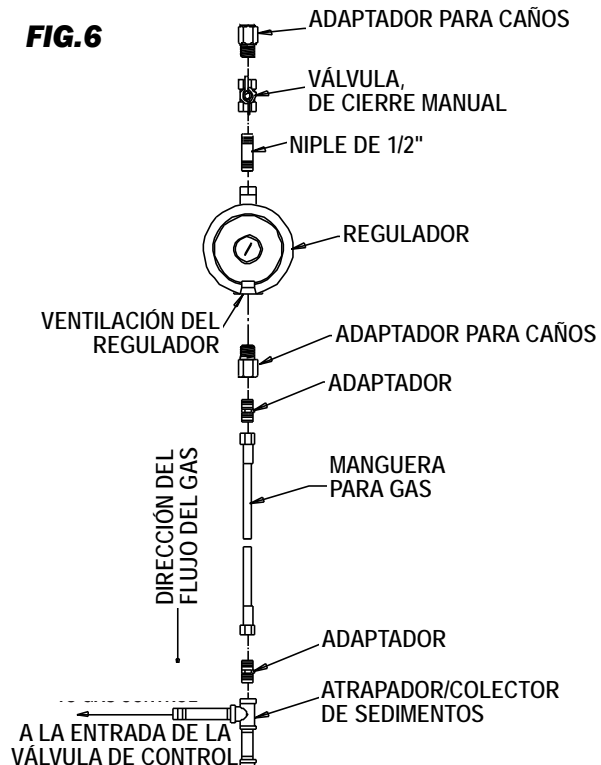 FIG.6
ADAPTADOR PARA CAÑOS
VÁLVULA,
DE CIERRE MANUAL
NIPLE DE 1/2"
REGULADOR
VENTILACIÓN DEL
REGULADOR
ADAPTADOR PARA CAÑOS
ADAPTADOR
MANGUERA
PARA GAS
DIRECCIÓN DEL
FLUJO DEL GAS
ADAPTADOR
ATRAPADOR/COLECTOR
DE SEDIMENTOS
A LA ENTRADA DE LA
VÁLVULA DE CONTROL